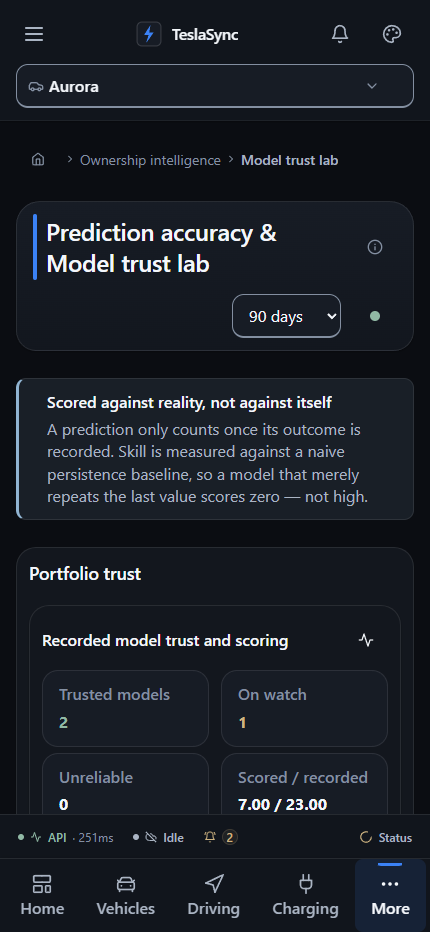 TeslaSync
Aurora
Ownership intelligence
Model trust lab
Prediction accuracy &
Model trust lab
90 days
Scored against reality, not against itself
A prediction only counts once its outcome is
recorded. Skill is measured against a naive
persistence baseline, so a model that merely
repeats the last value scores zero — not high.
Portfolio trust
Recorded model trust and scoring
Trusted models
2
On watch
1
Unreliable
0
Scored / recorded
7.00 / 23.00
API · 251ms
Idle
2
Status
Home
Vehicles
Driving
Charging
More